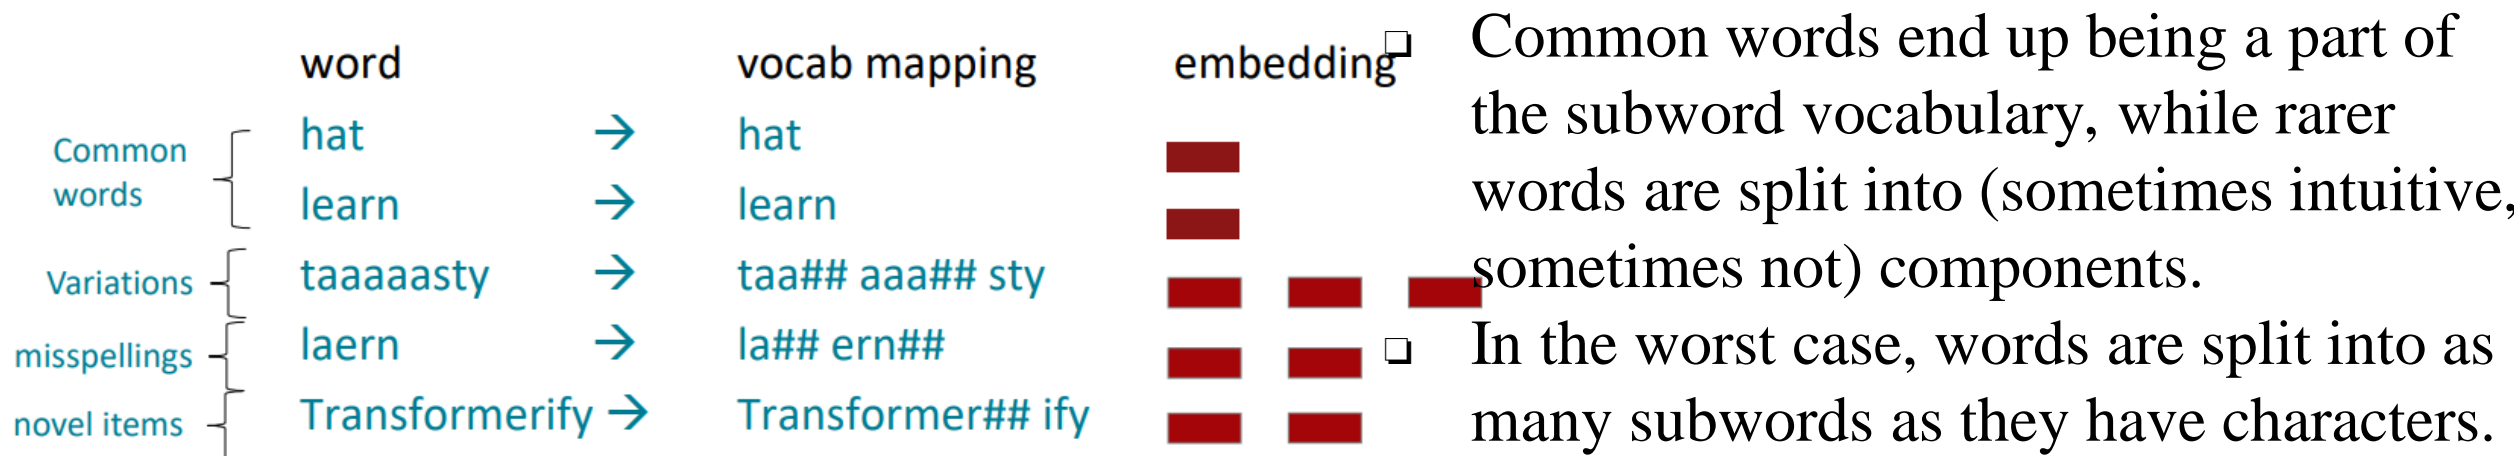 word vocab mapping embedding
Common words
hat → hat
learn → learn
Variations
taaaaasty → taa## aaa## sty
misspellings
laern → la## ern##
novel items
Transformerify → Transformer## ify
❑ Common words end up being a part of
the subword vocabulary, while rarer
words are split into (sometimes intuitive,
sometimes not) components.
❑ In the worst case, words are split into as
many subwords as they have characters.